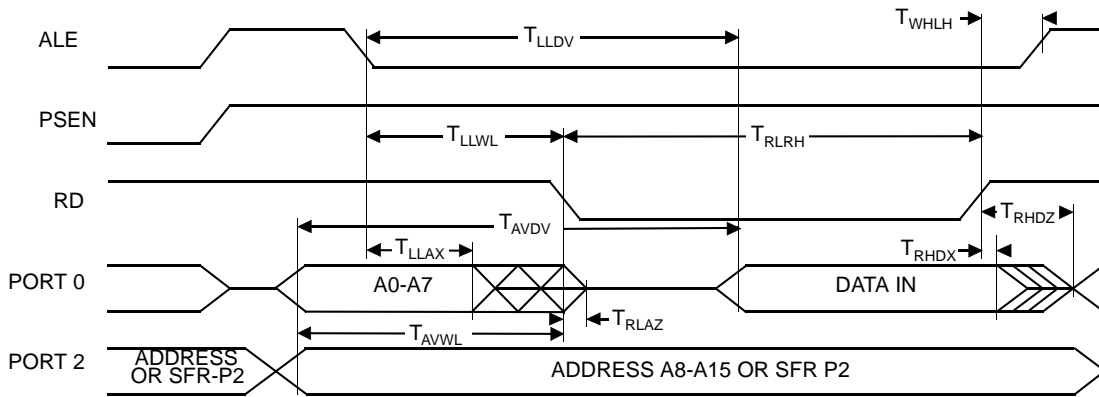 T_WHLH
ALE
T_LLDV
PSEN
T_LLWL
T_RLRH
RD
T_AVDV
T_RHDZ
T_LLAX
T_RHDX
PORT 0
A0-A7
DATA IN
T_RLAZ
T_AVWL
PORT 2
ADDRESS
OR SFR-P2
ADDRESS A8-A15 OR SFR P2